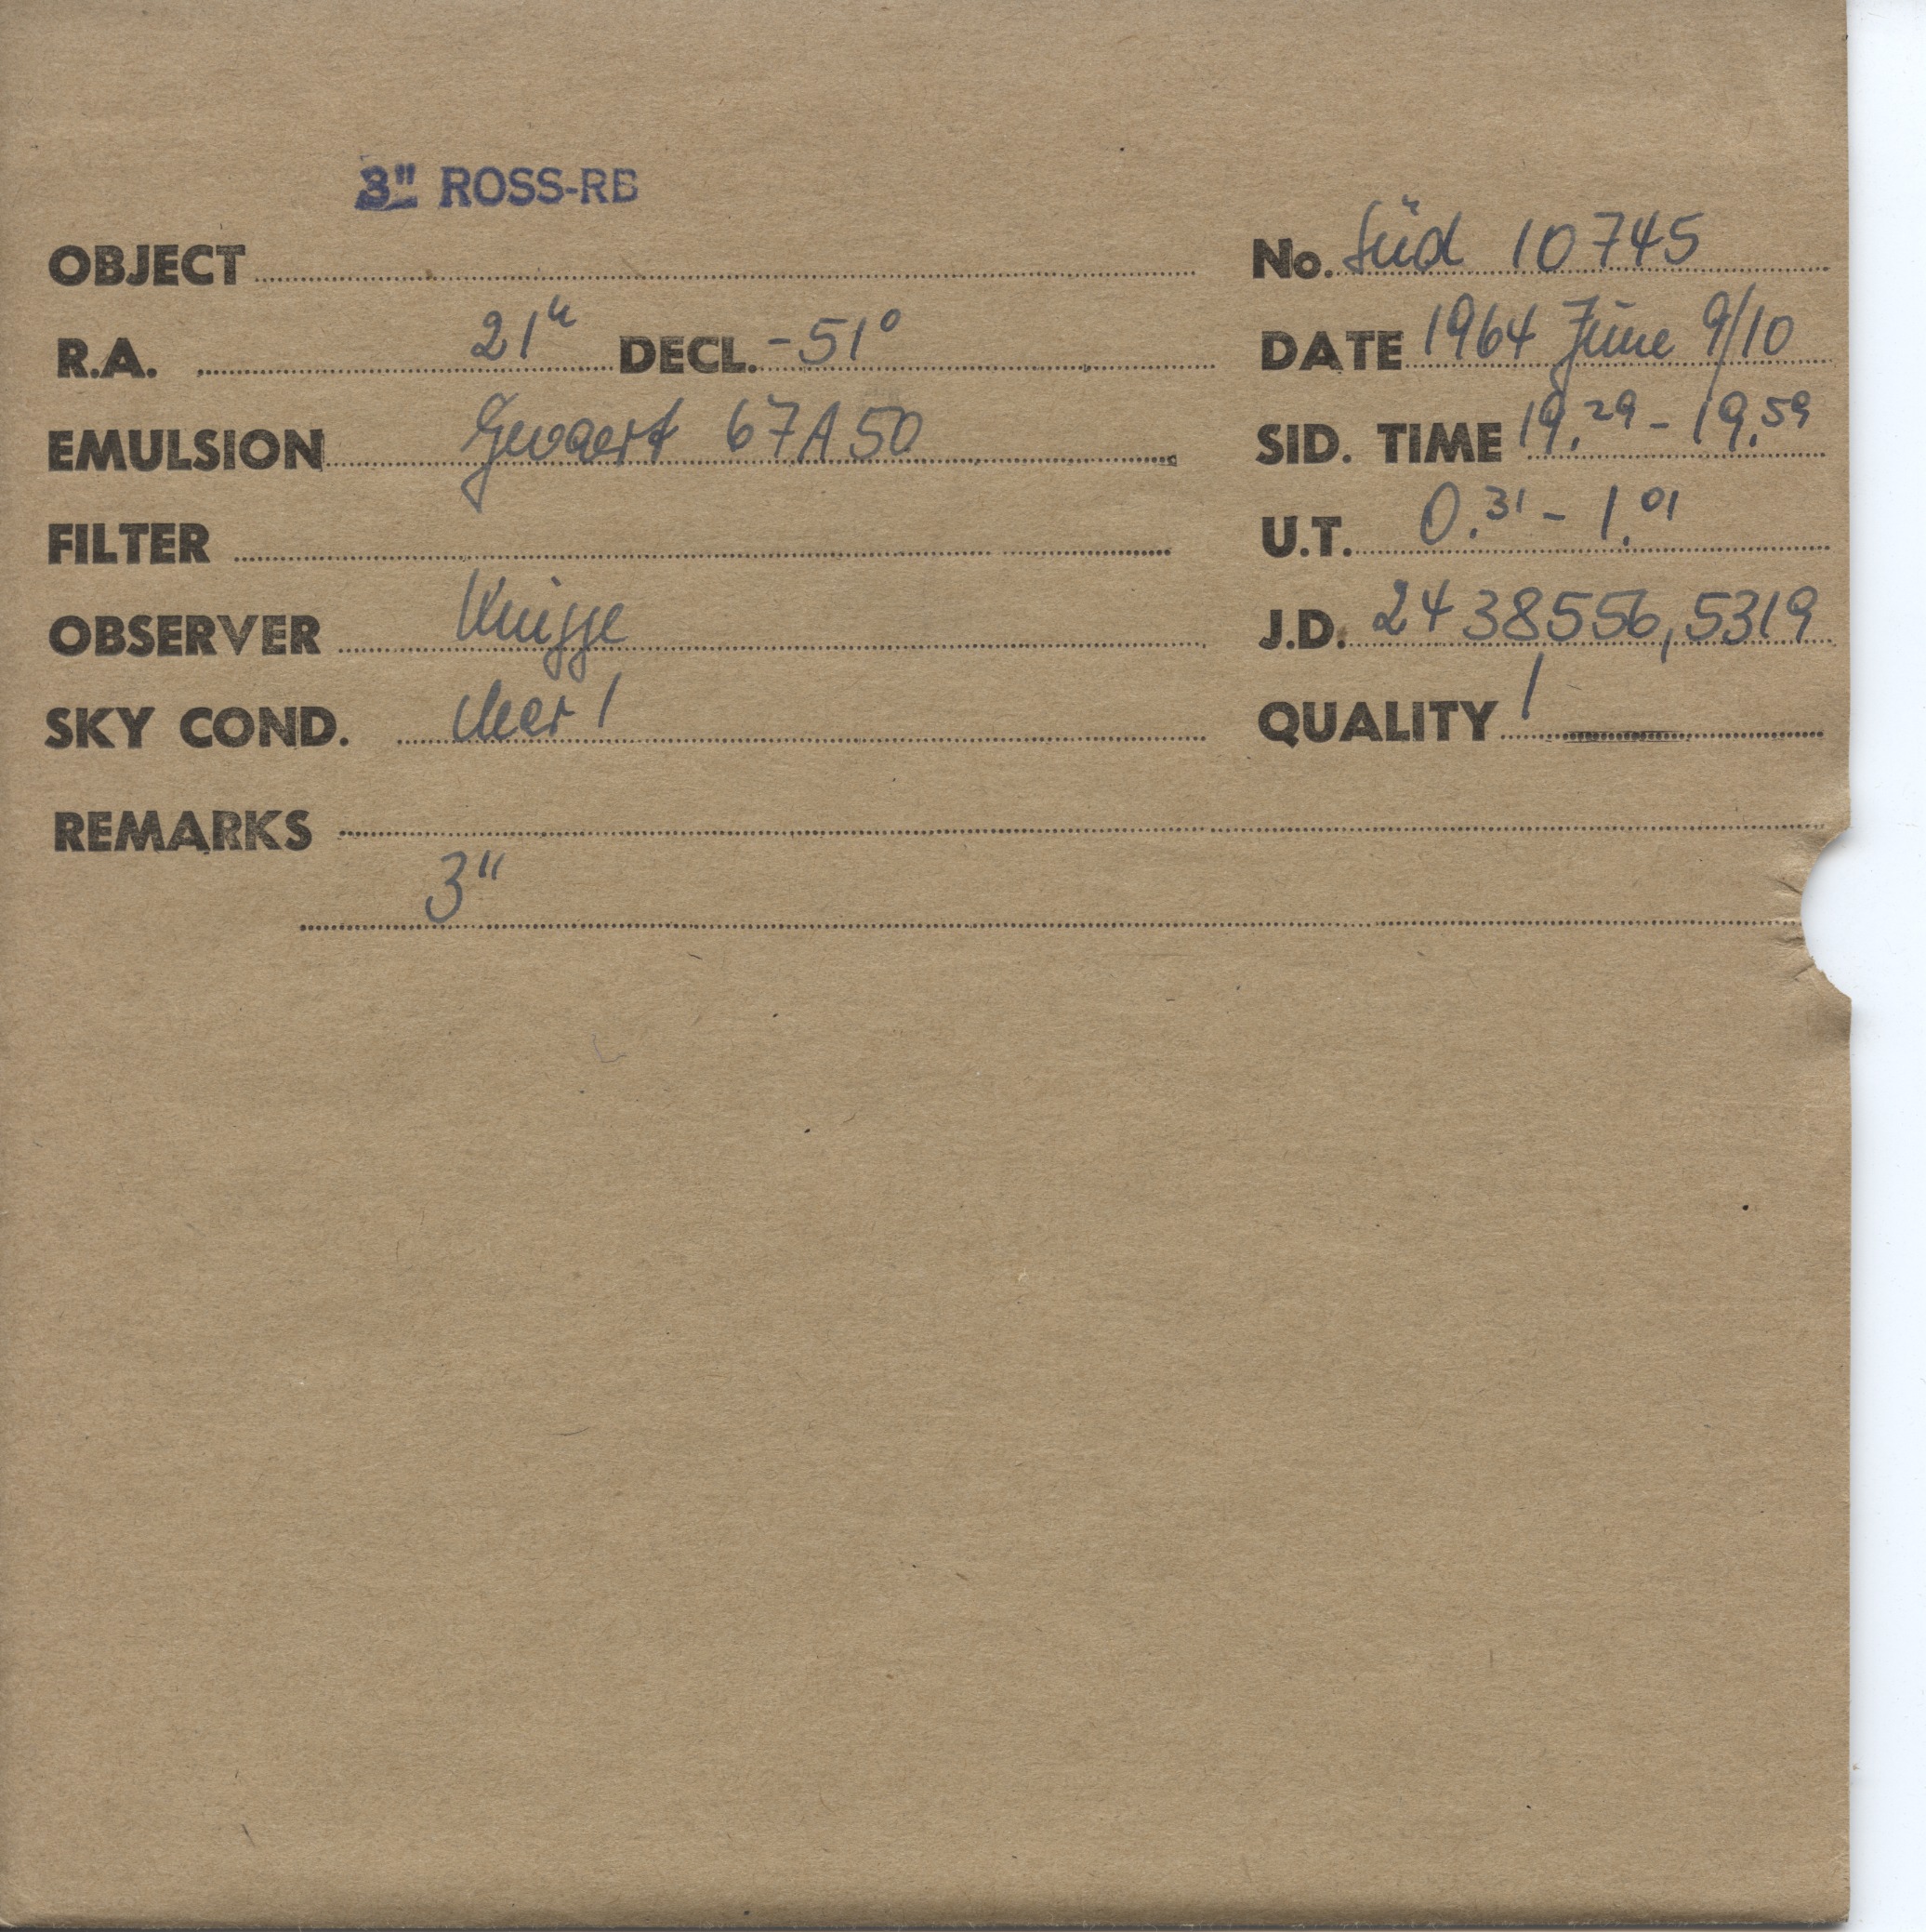 3" ROSS-RB
OBJECT
No. Süd 10745
R.A. 21h DECL. -51°
DATE 1964 June 9/10
EMULSION Gevaert 67A50
SID. TIME 19.29 - 19.59
FILTER
U.T. 0.31 - 1.01
OBSERVER Knigge
J.D. 2438556,5319
SKY COND. clear 1
QUALITY 1
REMARKS
3"